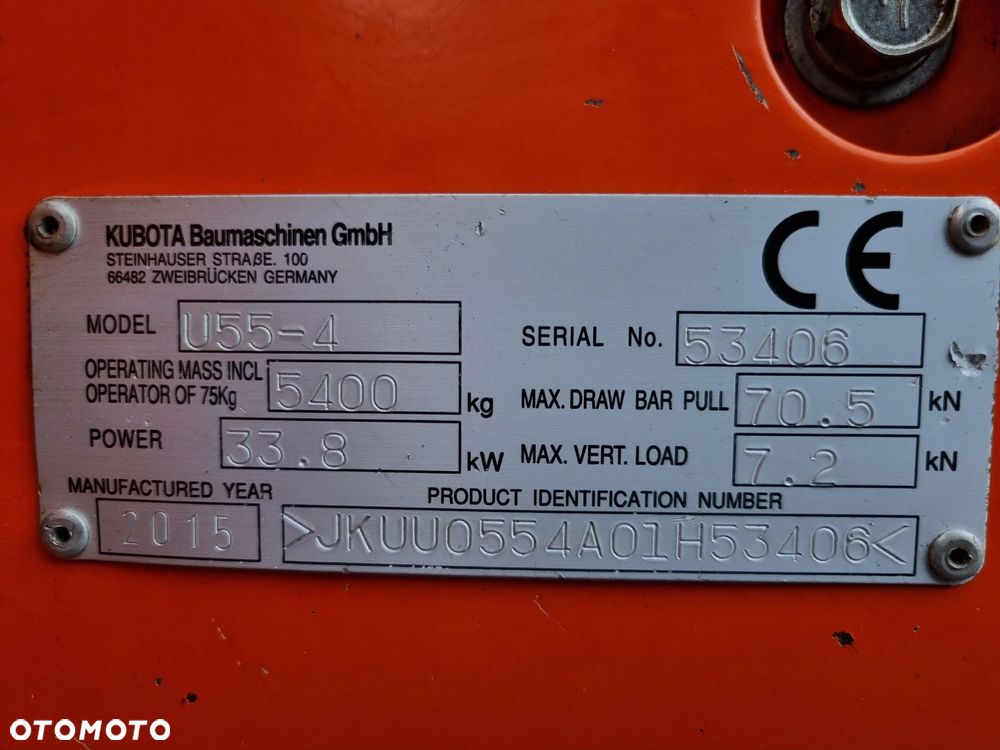 KUBOTA Baumaschinen GmbH
STEINHAUSER STRAßE. 100
66482 ZWEIBRÜCKEN GERMANY
CE
MODEL U55-4
SERIAL No. 53406
OPERATING MASS INCL
OPERATOR OF 75Kg 5400 kg
MAX. DRAW BAR PULL 70.5 kN
POWER 33.8 kW
MAX. VERT. LOAD 7.2 kN
MANUFACTURED YEAR
2015
PRODUCT IDENTIFICATION NUMBER
>JKUU0554A01H53406<
OTOMOTO